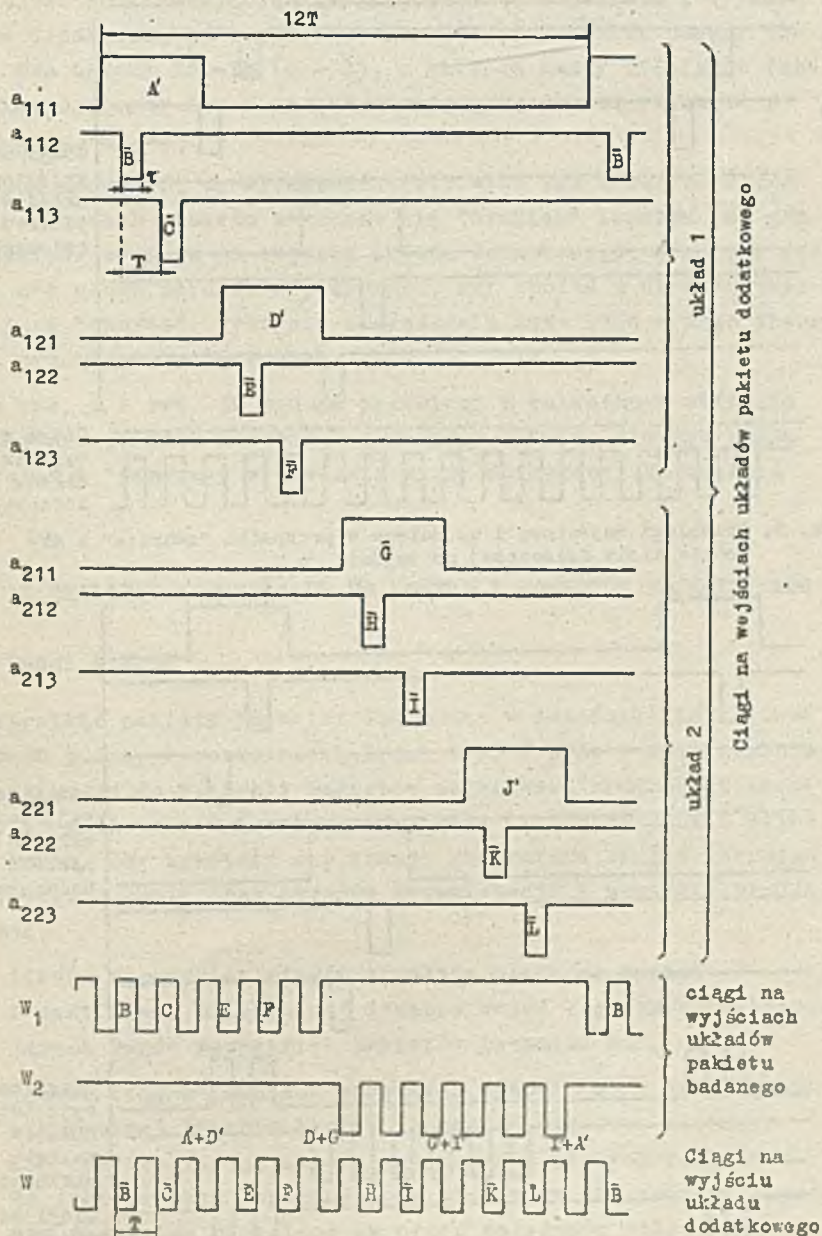 12T
a111 A'
a112 B̄ B̄
τ
a113 C̄
T
układ 1
a121 D'
a122
a123
Ciągi na wejściach układów pakietu dodatkowego
a211 Ḡ
a212 H̄
a213 Ī
układ 2
a221 J'
a222 K̄
a223 L̄
W1 B C E F B
ciągi na
wyjściach
układów
pakietu
badanego
W2
A+D' D+G
W B̄ C̄ Ē F̄ H̄ Ī K̄ L̄ B̄
T
Ciągi na
wyjściu
układu
dodatkowego